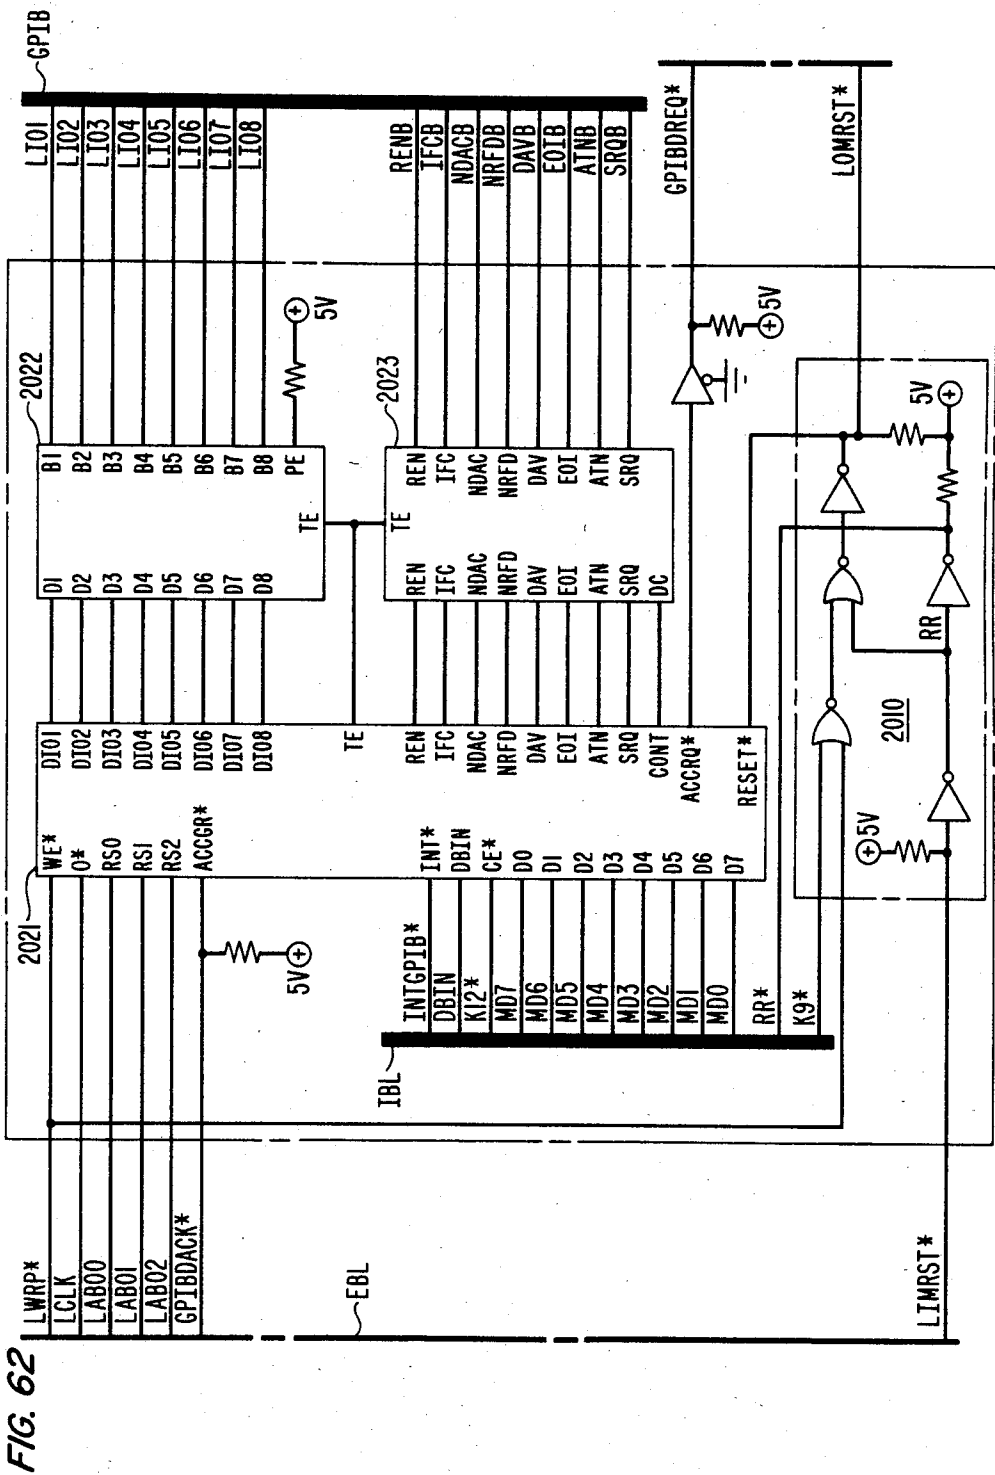 FIG. 62
GPIB
LIO1
LIO2
LIO3
LIO4
LIO5
LIO6
LIO7
LIO8
RENB
IFCB
NDACB
NRFDB
DAVB
EOIB
ATNB
SRQB
GPIBDREQ*
LOMRST*
2022
B1
B2
B3
B4
B5
B6
B7
B8
PE
5V
TE
D1
D2
D3
D4
D5
D6
D7
D8
2023
REN
IFC
NDAC
NRFD
DAV
EOI
ATN
SRQ
TE
REN
IFC
NDAC
NRFD
DAV
EOI
ATN
SRQ
DC
5V
5V
RR
2010
5V
2021
DIO1
DIO2
DIO3
DIO4
DIO5
DIO6
DIO7
DIO8
TE
REN
IFC
NDAC
NRFD
DAV
EOI
ATN
SRQ
CONT
ACCRQ*
RESET*
WE*
O*
RS0
RS1
RS2
ACCGR*
INT*
DBIN
CE*
D0
D1
D2
D3
D4
D5
D6
D7
5V
INTGPIB*
DBIN
K12*
MD7
MD6
MD5
MD4
MD3
MD2
MD1
MD0
RR*
K9*
IBL
LWRP*
LCLK
LAB00
LAB01
LAB02
GPIBDACK*
EBL
LIMRST*